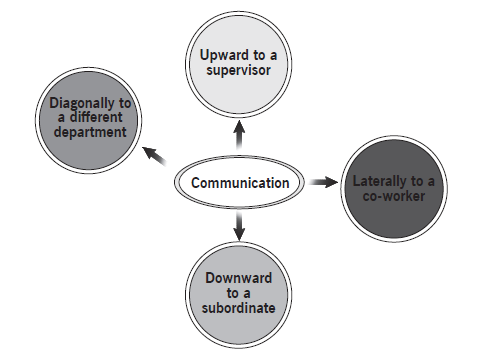 Upward to a
supervisor
Diagonally to
a different
department
Communication
Laterally to a
co-worker
Downward
to a
subordinate